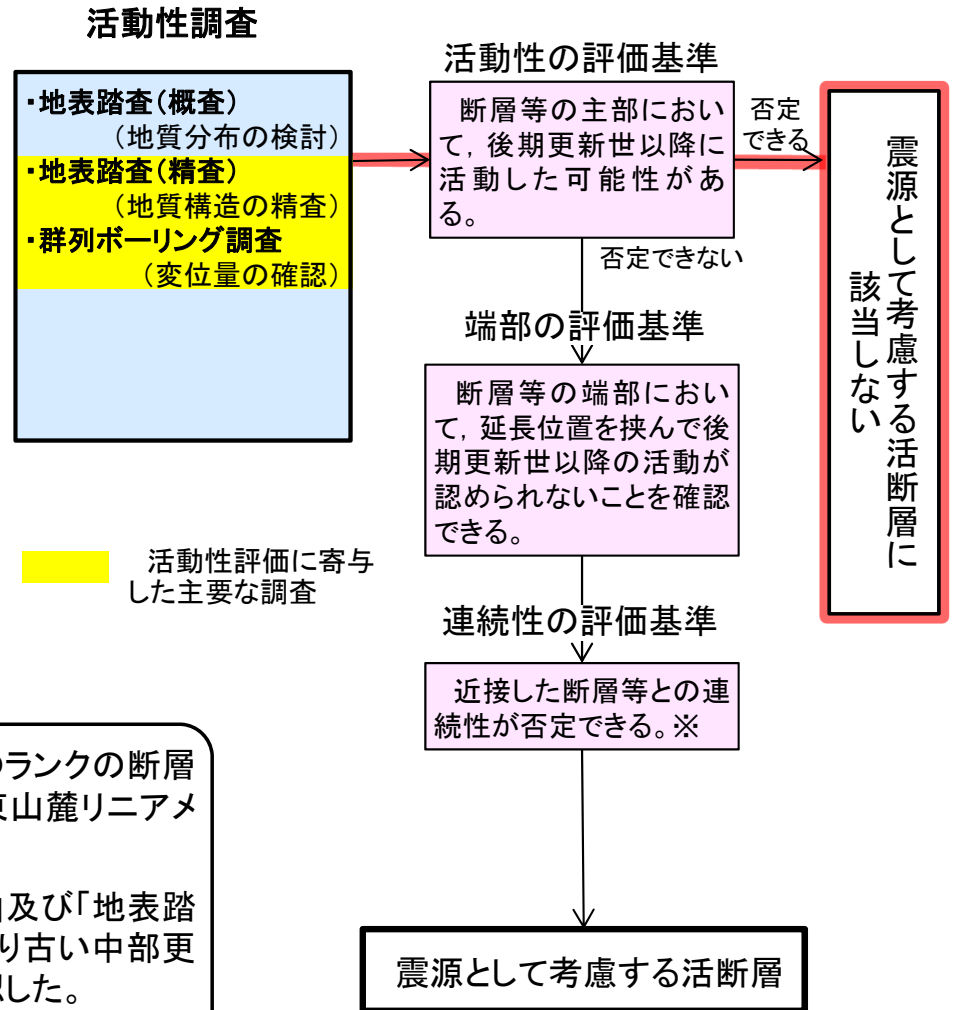 活動性調査
・地表踏査(概査)
(地質分布の検討)
・地表踏査(精査)
(地質構造の精査)
・群列ボーリング調査
(変位量の確認)
活動性評価に寄与
した主要な調査
活動性の評価基準
断層等の主部におい
て，後期更新世以降に
活動した可能性があ
る。
否定
できる
否定できない
端部の評価基準
断層等の端部におい
て，延長位置を挟んで後
期更新世以降の活動が
認められないことを確認
できる。
連続性の評価基準
近接した断層等との連
続性が否定できる。※
震源として考慮する活断層
震源として考慮する活断層に
該当しない
ランクの断層
山麓リニアメ
及び「地表踏
り古い中部更
した。